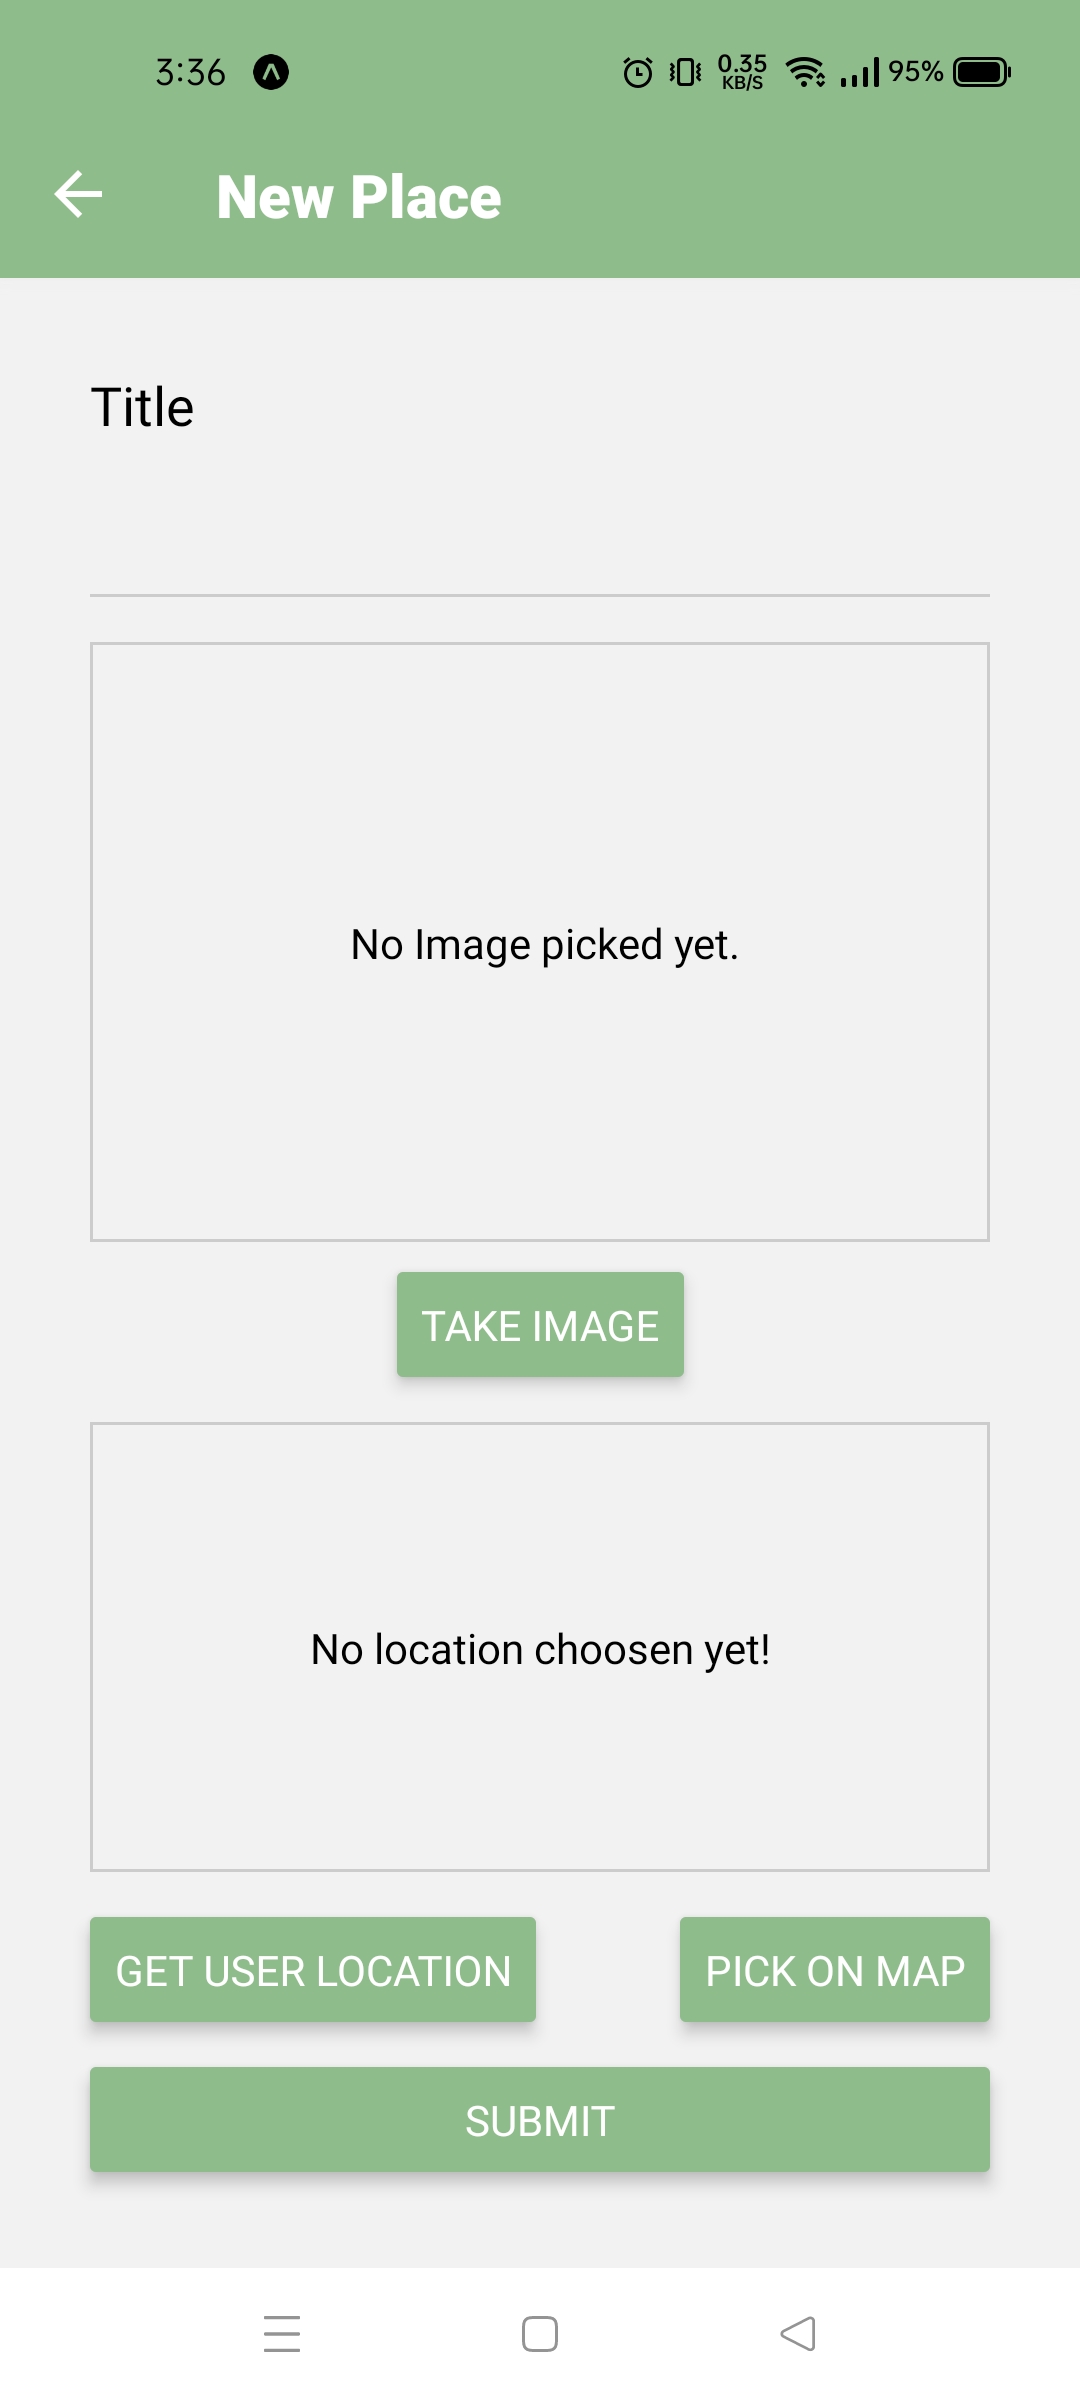 3:36
0.35 KB/S 95%
New Place
Title
No Image picked yet.
TAKE IMAGE
No location choosen yet!
GET USER LOCATION PICK ON MAP
SUBMIT